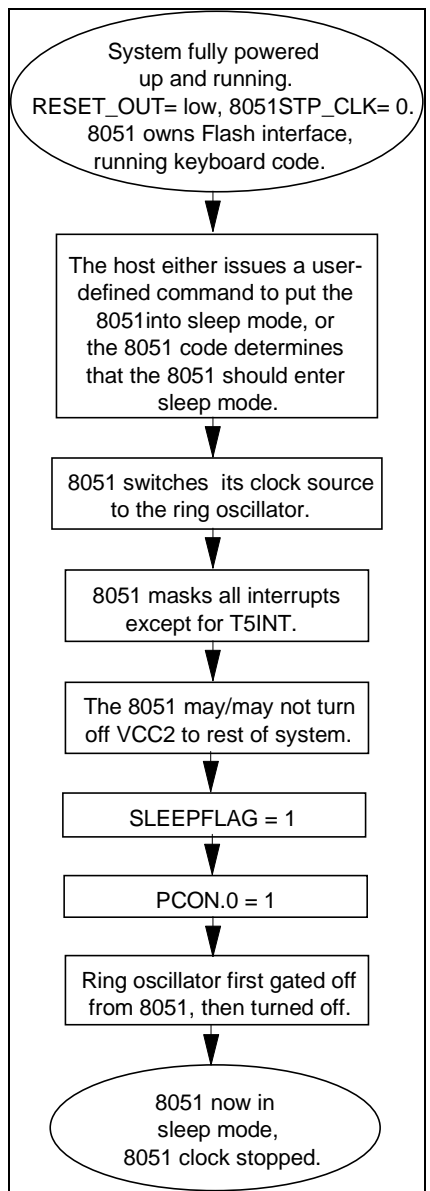 System fully powered
up and running.
RESET_OUT= low, 8051STP_CLK= 0.
8051 owns Flash interface,
running keyboard code.
The host either issues a user-
defined command to put the
8051into sleep mode, or
the 8051 code determines
that the 8051 should enter
sleep mode.
8051 switches  its clock source
to the ring oscillator.
8051 masks all interrupts
except for T5INT.
The 8051 may/may not turn
off VCC2 to rest of system.
SLEEPFLAG = 1
PCON.0 = 1
Ring oscillator first gated off
from 8051, then turned off.
8051 now in
sleep mode,
8051 clock stopped.